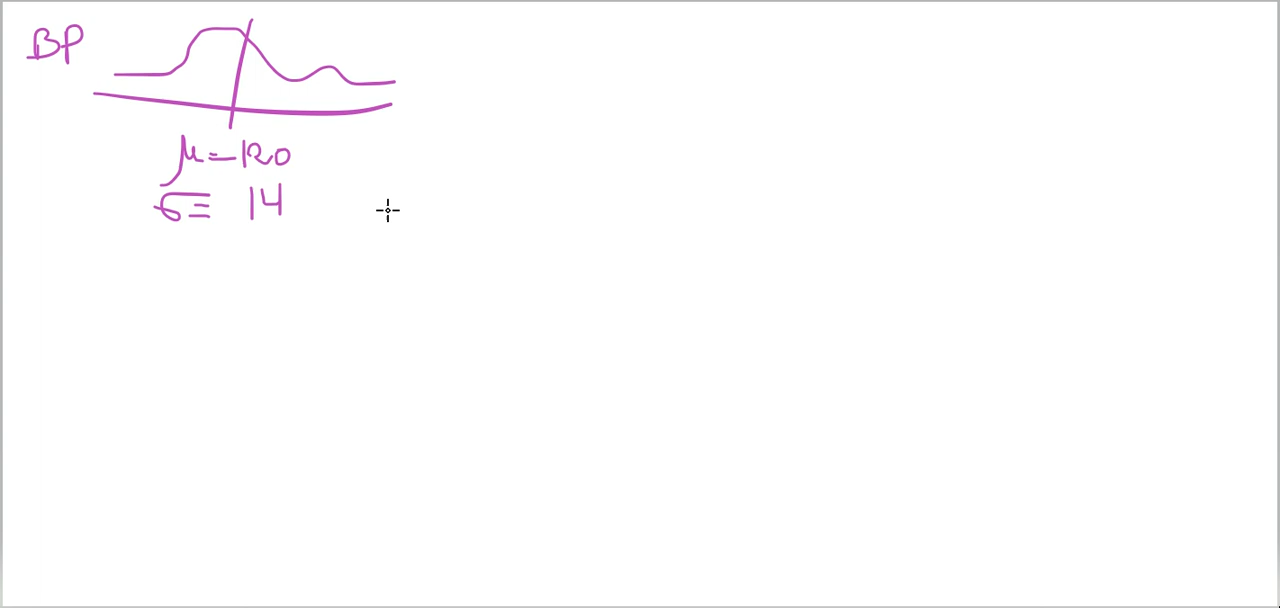 BP
μ = 120
σ = 14